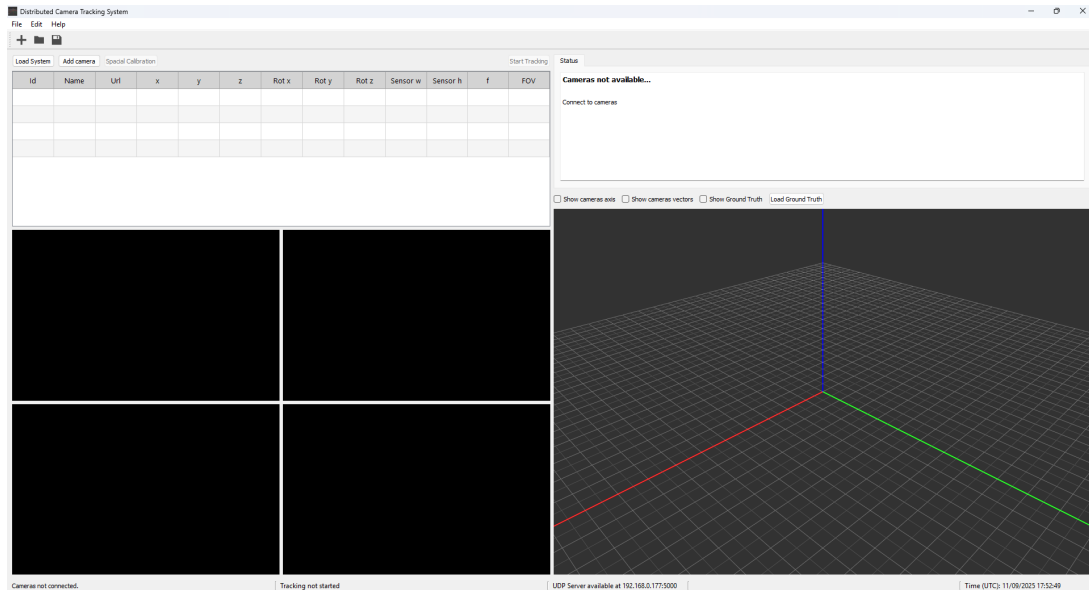 Distributed Camera Tracking System
File Edit Help
Load System Add camera Spacial Calibration Start Tracking
Id Name Url x y z Rot x Rot y Rot z Sensor w Sensor h f FOV
Status
Cameras not available...
Connect to cameras
Show cameras axis Show cameras vectors Show Ground Truth Load Ground Truth
Cameras not connected. Tracking not started UDP Server available at 192.168.0.177:5000 Time (UTC): 11/09/2025 17:52:49